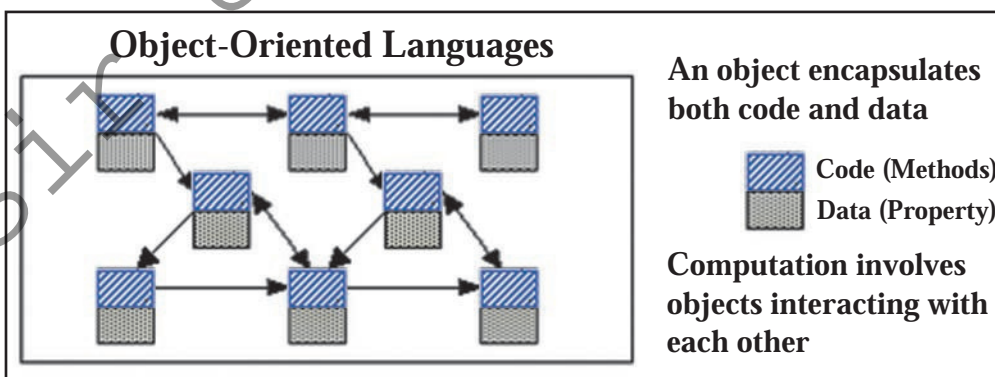 Object-Oriented Languages
An object encapsulates
both code and data
Code (Methods)
Data (Property)
Computation involves
objects interacting with
each other